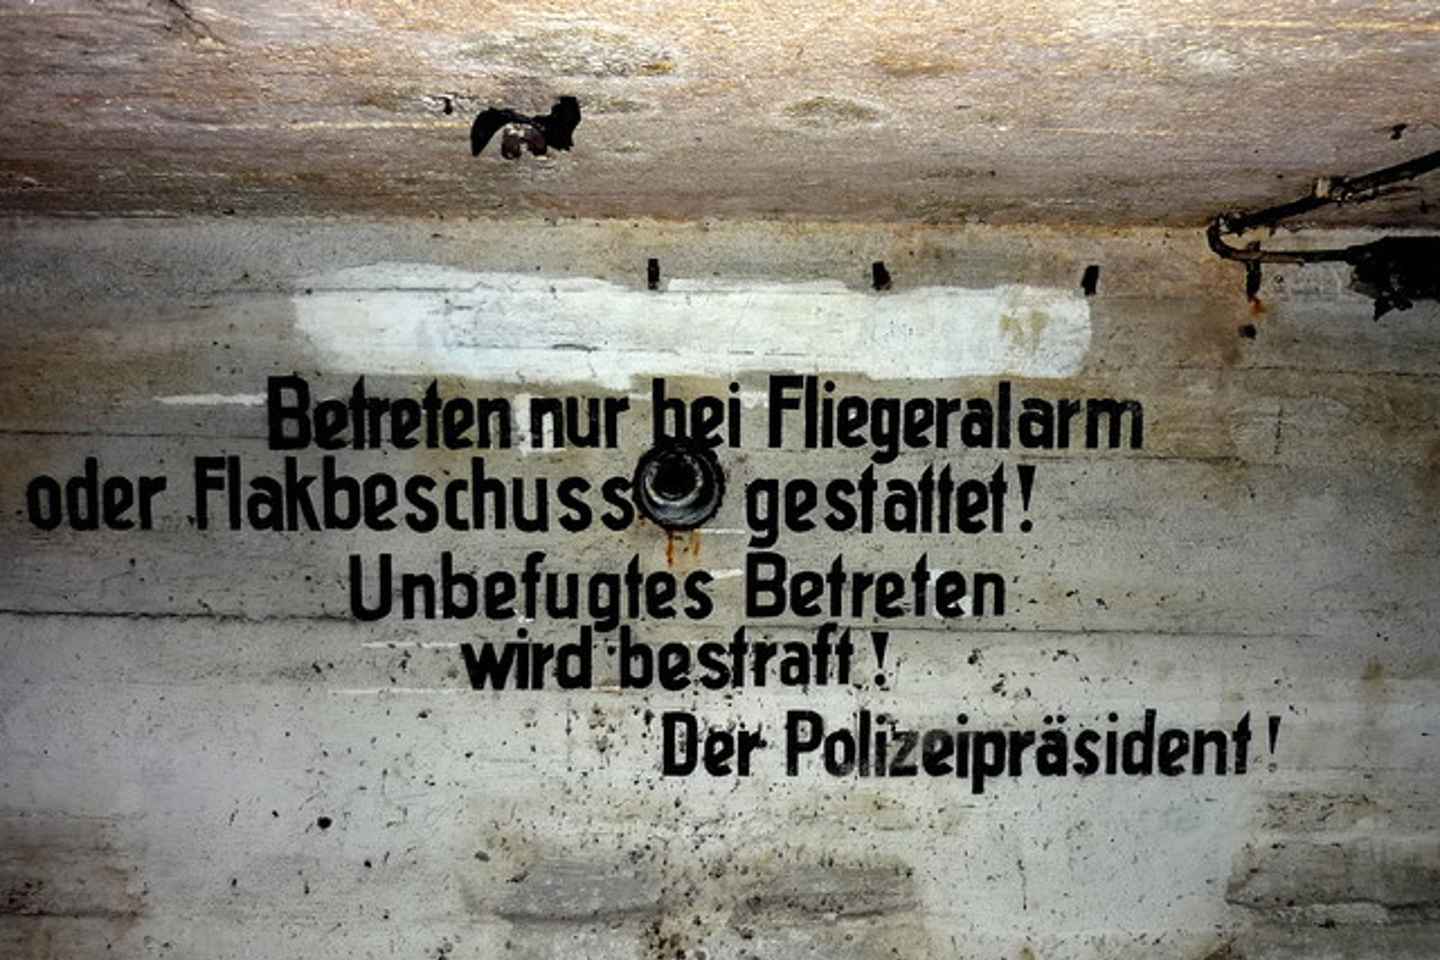 Betreten nur bei Fliegeralarm
oder Flakbeschuss gestattet!
Unbefugtes Betreten
wird bestraft!
Der Polizeipräsident!